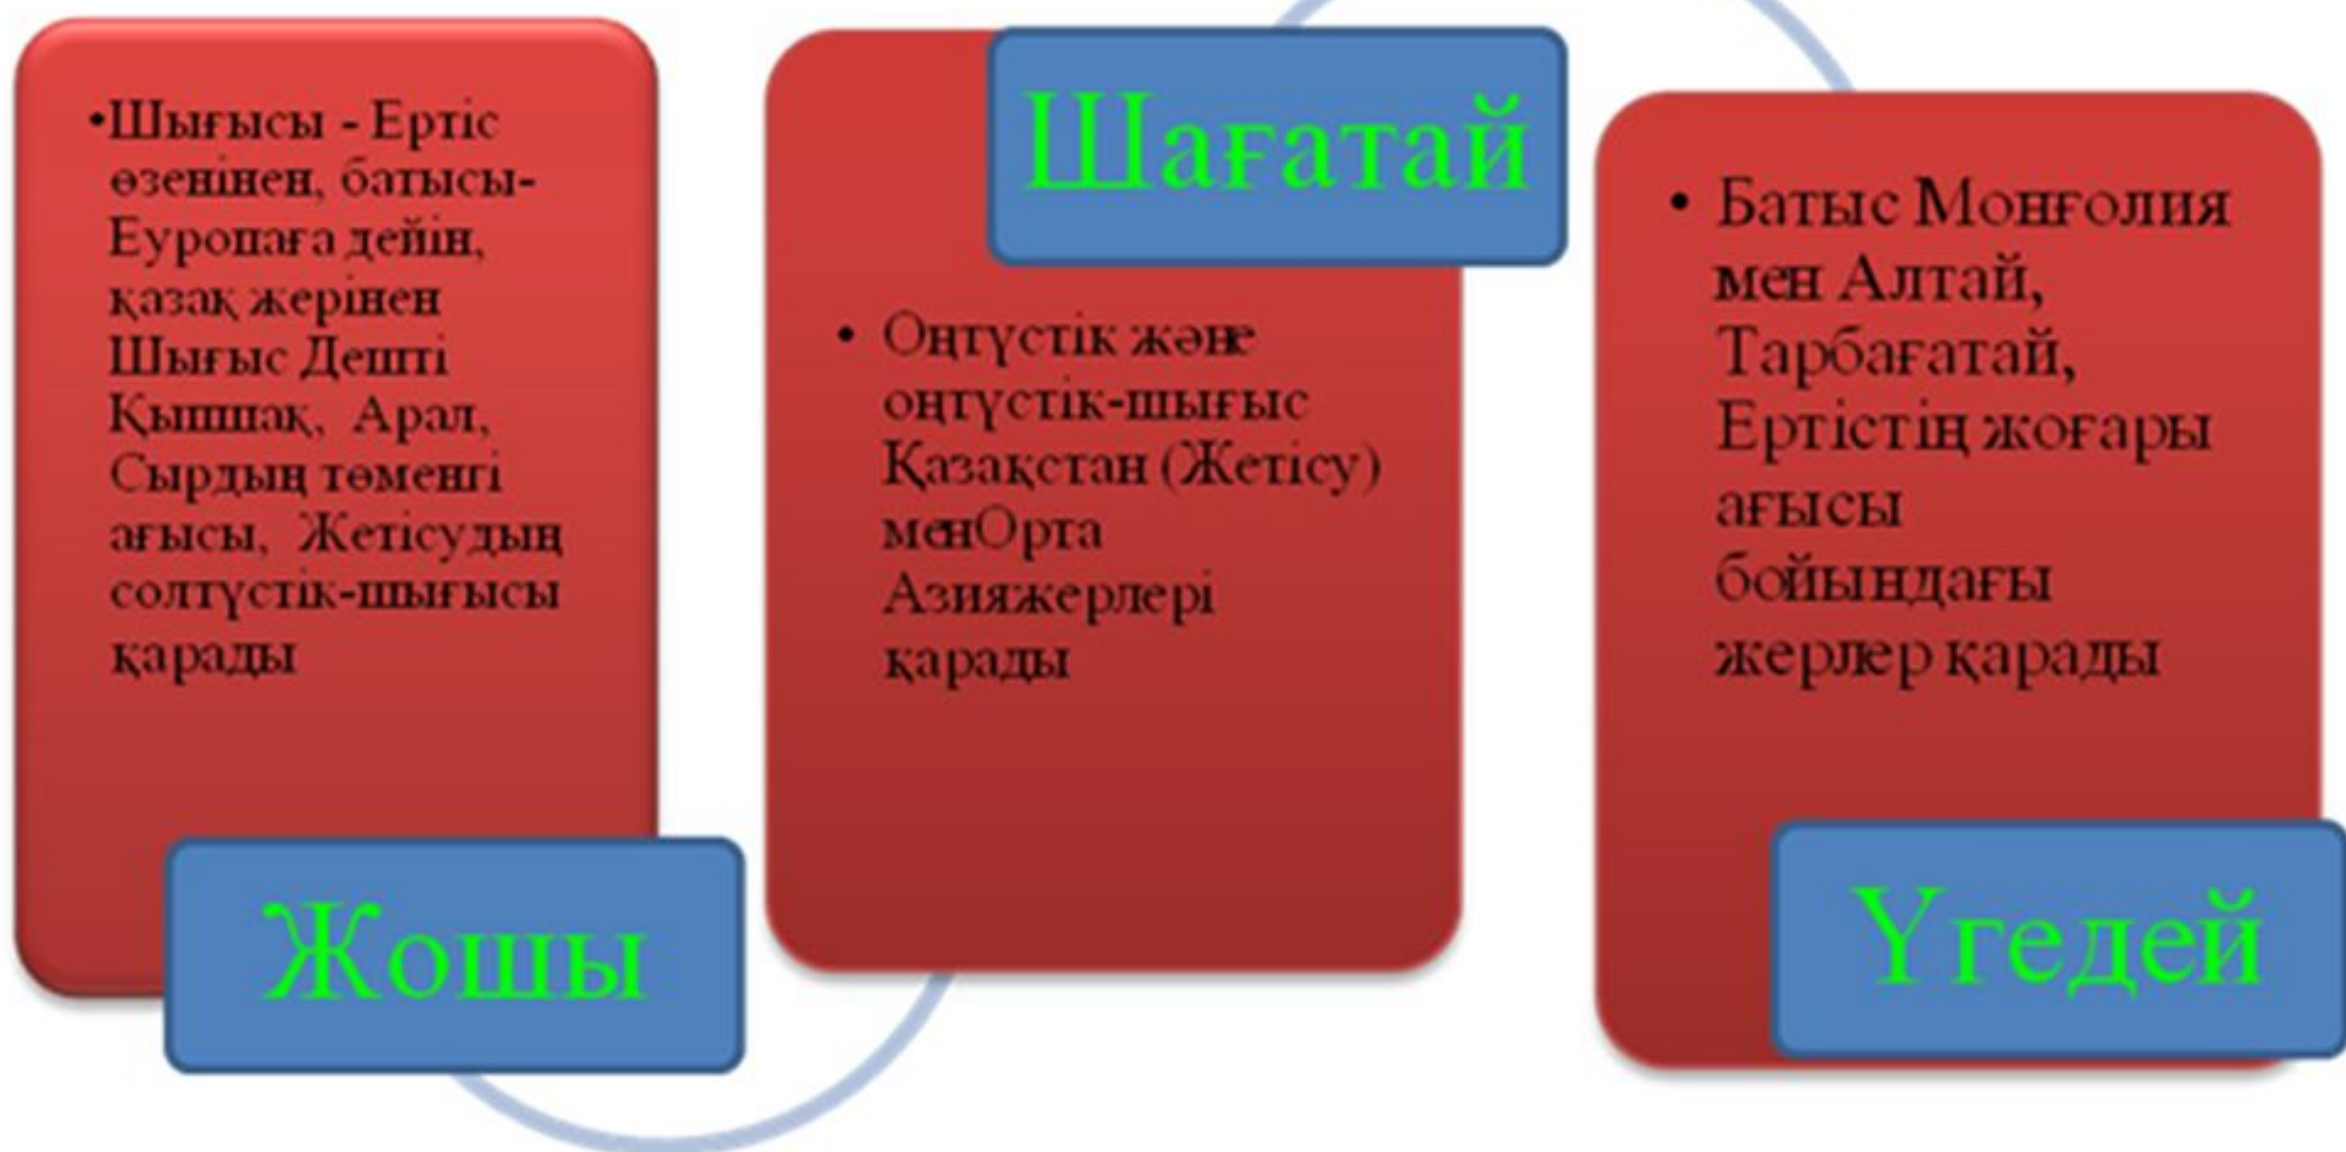 •Шығысы - Ертіс
өзенінен, батысы-
Еуропаға дейін,
қазақ жерінен
Шығыс Дешті
Қыпшақ, Арал,
Сырдың төменгі
ағысы, Жетісудың
солтүстік-шығысы
қарады
Жошы
Шағатай
• Оңтүстік және
оңтүстік-шығыс
Қазақстан (Жетісу)
менОрта
Азияжерлері
қарады
• Батыс Монғолия
мен Алтай,
Тарбағатай,
Ертістің жоғары
ағысы
бойындағы
жерлер қарады
Үгедей